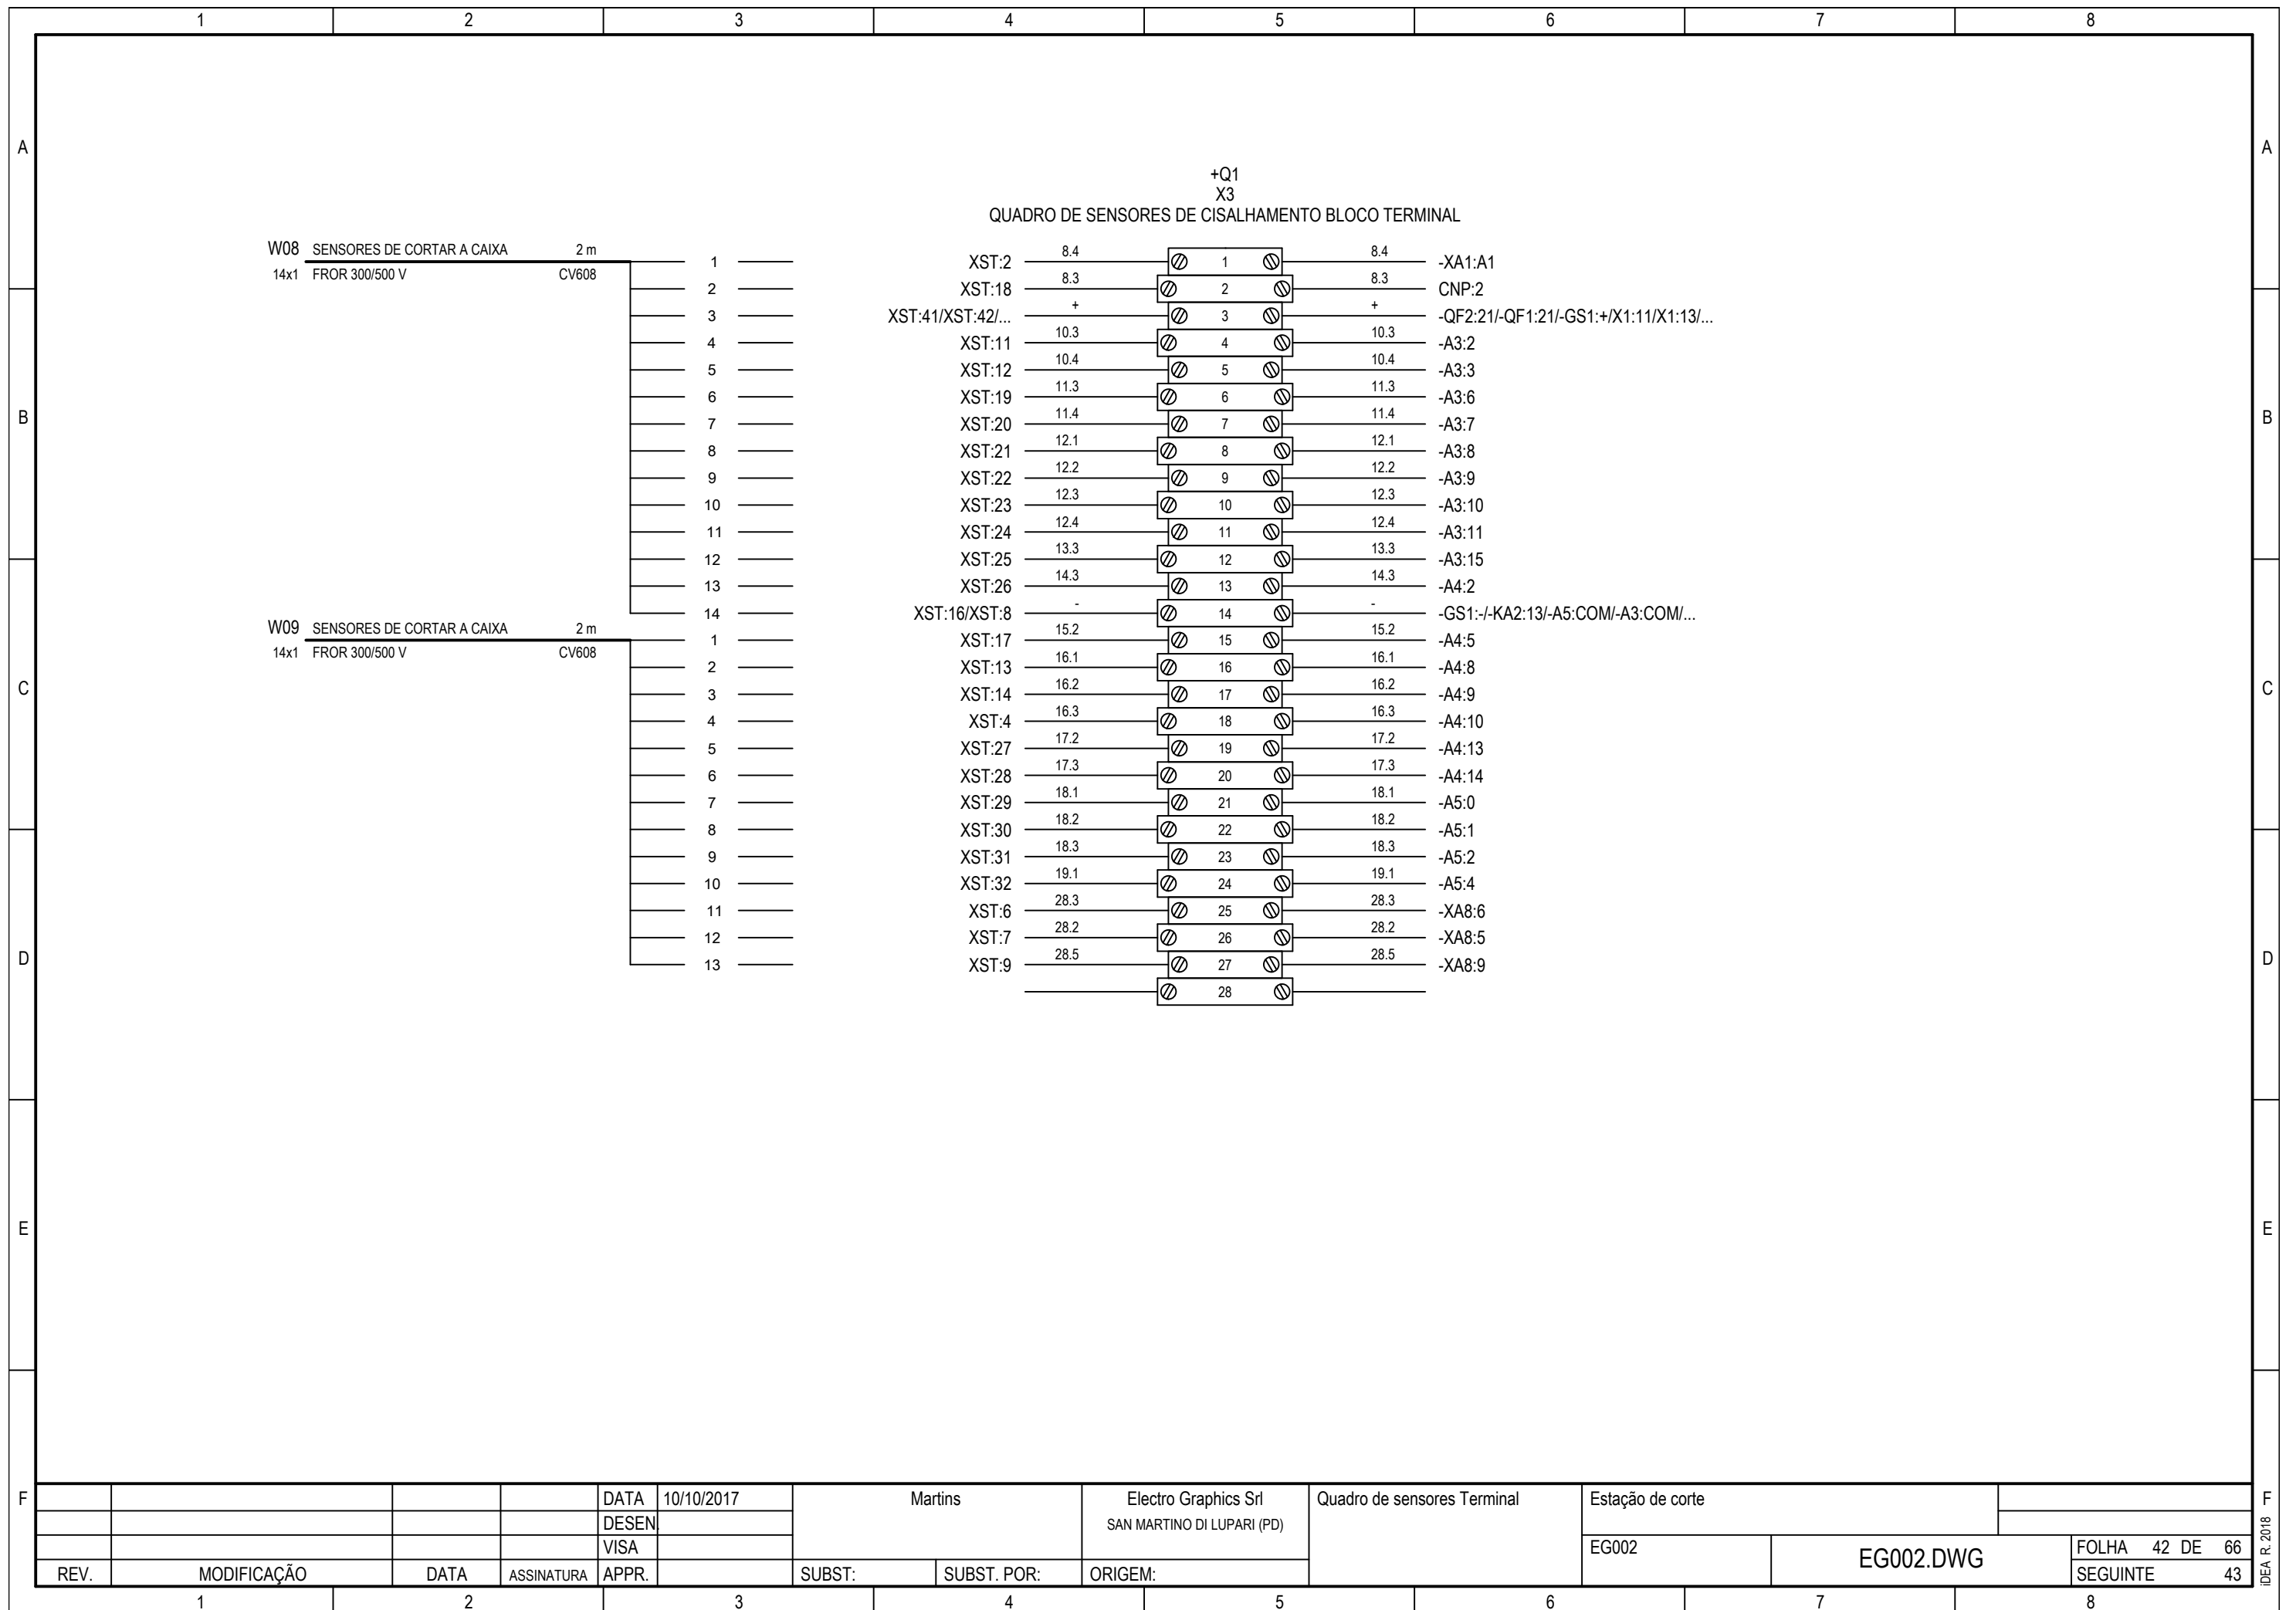 1 2 3 4 5 6 7 8
A A
+Q1
X3
QUADRO DE SENSORES DE CISALHAMENTO BLOCO TERMINAL
W08 SENSORES DE CORTAR A CAIXA 2 m
14x1 FROR 300/500 V CV608
1 XST:2 8.4 1 8.4 -XA1:A1
2 XST:18 8.3 2 8.3 CNP:2
3 XST:41/XST:42/... + 3 + -QF2:21/-QF1:21/-GS1:+/X1:11/X1:13/...
4 XST:11 10.3 4 10.3 -A3:2
5 XST:12 10.4 5 10.4 -A3:3
6 XST:19 11.3 6 11.3 -A3:6
B 7 XST:20 11.4 7 11.4 -A3:7 B
8 XST:21 12.1 8 12.1 -A3:8
9 XST:22 12.2 9 12.2 -A3:9
10 XST:23 12.3 10 12.3 -A3:10
11 XST:24 12.4 11 12.4 -A3:11
12 XST:25 13.3 12 13.3 -A3:15
13 XST:26 14.3 13 14.3 -A4:2
14 XST:16/XST:8 - 14 - -GS1:-/-KA2:13/-A5:COM/-A3:COM/...
W09 SENSORES DE CORTAR A CAIXA 2 m
14x1 FROR 300/500 V CV608
1 XST:17 15.2 15 15.2 -A4:5
2 XST:13 16.1 16 16.1 -A4:8
C 3 XST:14 16.2 17 16.2 -A4:9 C
4 XST:4 16.3 18 16.3 -A4:10
5 XST:27 17.2 19 17.2 -A4:13
6 XST:28 17.3 20 17.3 -A4:14
7 XST:29 18.1 21 18.1 -A5:0
8 XST:30 18.2 22 18.2 -A5:1
9 XST:31 18.3 23 18.3 -A5:2
10 XST:32 19.1 24 19.1 -A5:4
11 XST:6 28.3 25 28.3 -XA8:6
12 XST:7 28.2 26 28.2 -XA8:5
D 13 XST:9 28.5 27 28.5 -XA8:9 D
28
E E
F F
DATA 10/10/2017
DESEN.
VISA
REV. MODIFICAÇÃO DATA ASSINATURA APPR.
Martins
SUBST: SUBST. POR:
Electro Graphics Srl
SAN MARTINO DI LUPARI (PD)
ORIGEM:
Quadro de sensores Terminal
Estação de corte
EG002
EG002.DWG
FOLHA 42 DE 66
SEGUINTE 43
iDEA R. 2018
1 2 3 4 5 6 7 8